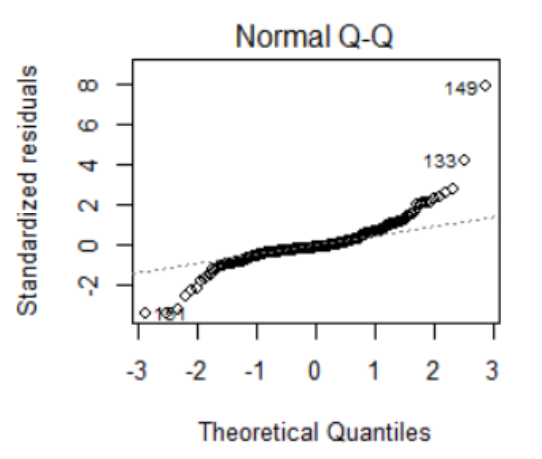 Normal Q-Q
Standardized residuals
8
6
4
2
0
-2
149
133
-3 -2 -1 0 1 2 3
Theoretical Quantiles